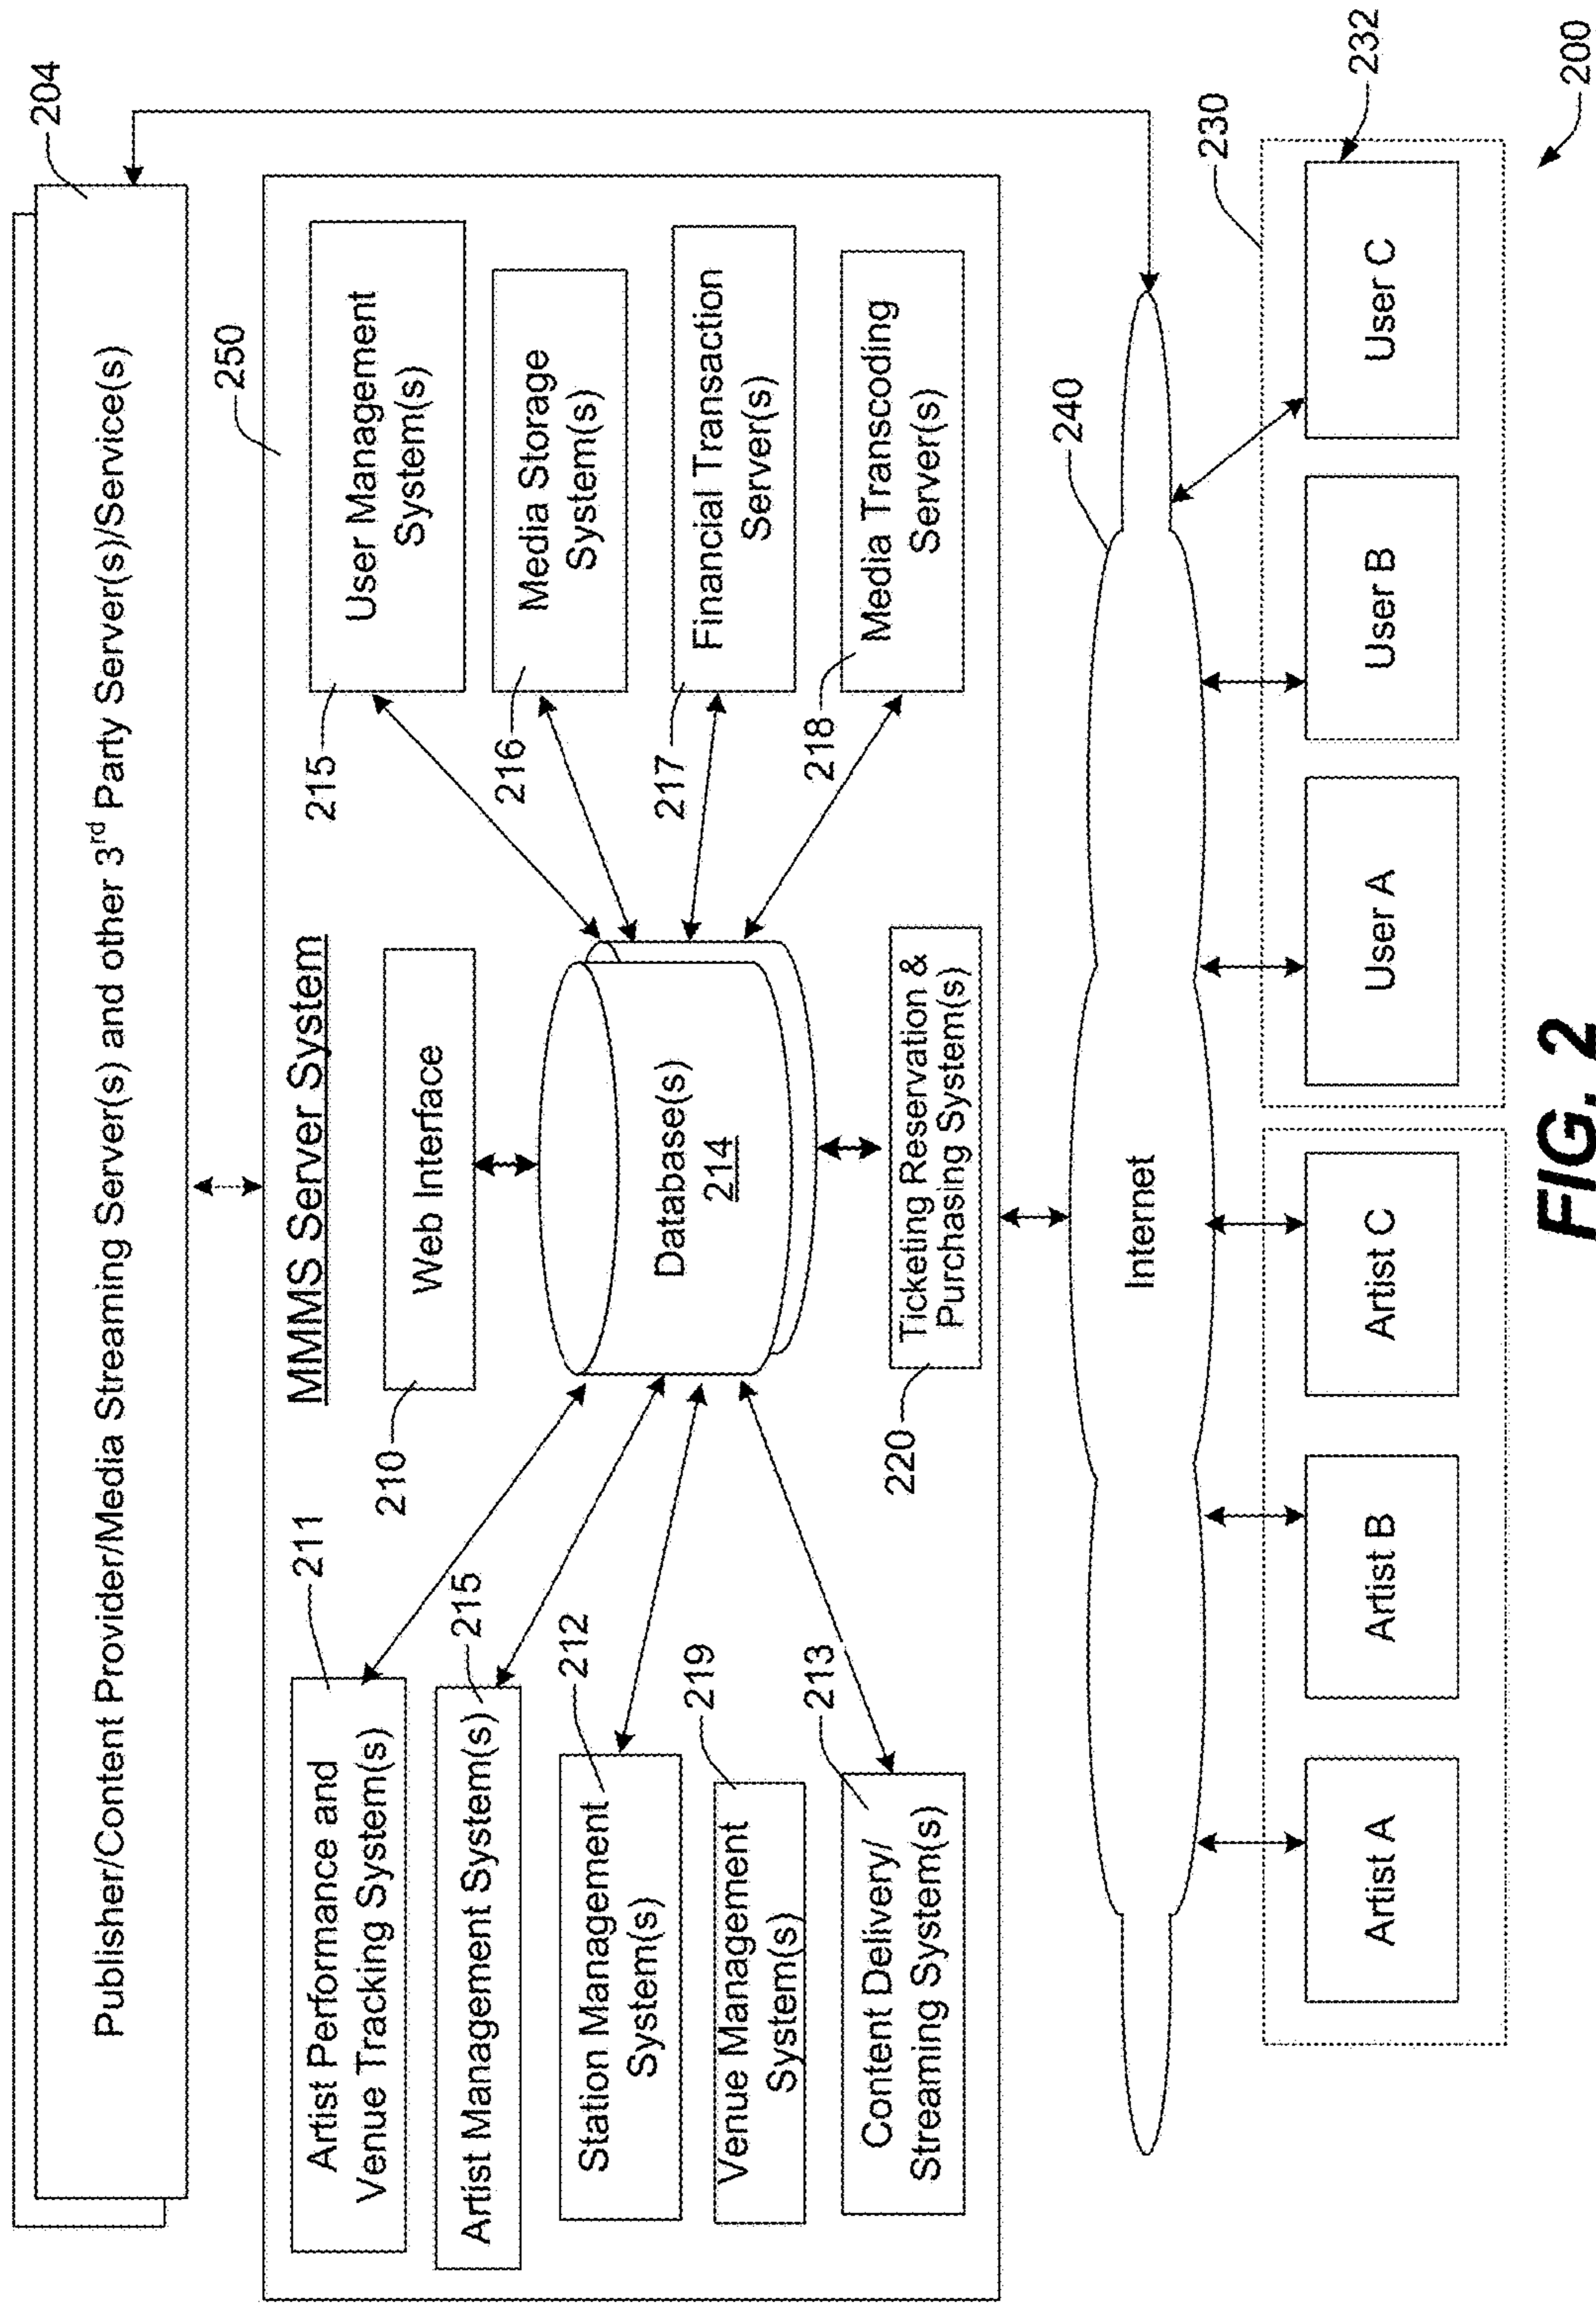 204
Publisher/Content Provider/Media Streaming Server(s) and other 3rd Party Server(s)/Service(s)
250
MMMS Server System
211
Artist Performance and
Venue Tracking System(s)
215
Artist Management System(s)
212
Station Management
System(s)
219
Venue Management
System(s)
213
Content Delivery/
Streaming System(s)
210
Web Interface
Database(s)
214
220
Ticketing Reservation &
Purchasing System(s)
215
User Management
System(s)
216
Media Storage
System(s)
217
Financial Transaction
Server(s)
218
Media Transcoding
Server(s)
240
Internet
230
232
Artist A
Artist B
Artist C
User A
User B
User C
200
FIG. 2